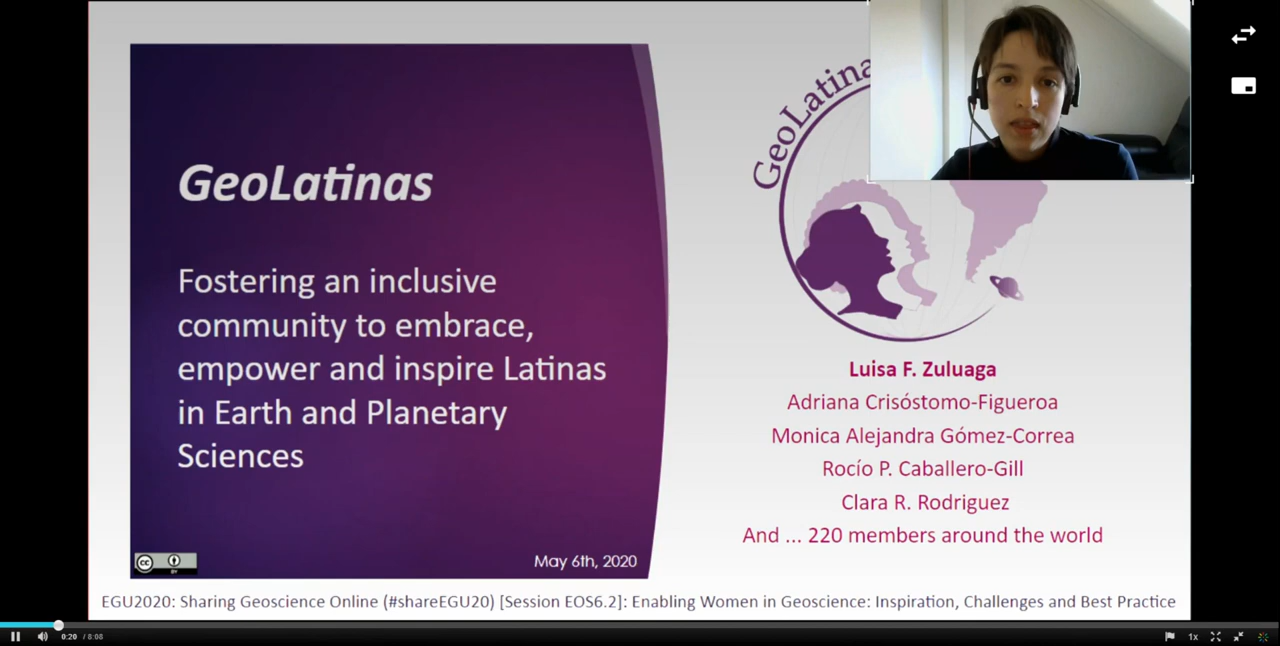 GeoLatinas
Fostering an inclusive
community to embrace,
empower and inspire Latinas
in Earth and Planetary
Sciences
cc
BY
May 6th, 2020
GeoLatina
Luisa F. Zuluaga
Adriana Crisóstomo-Figueroa
Monica Alejandra Gómez-Correa
Rocío P. Caballero-Gill
Clara R. Rodriguez
And ... 220 members around the world
EGU2020: Sharing Geoscience Online (#shareEGU20) [Session EOS6.2]: Enabling Women in Geoscience: Inspiration, Challenges and Best Practice
0:20 / 8:08
1x